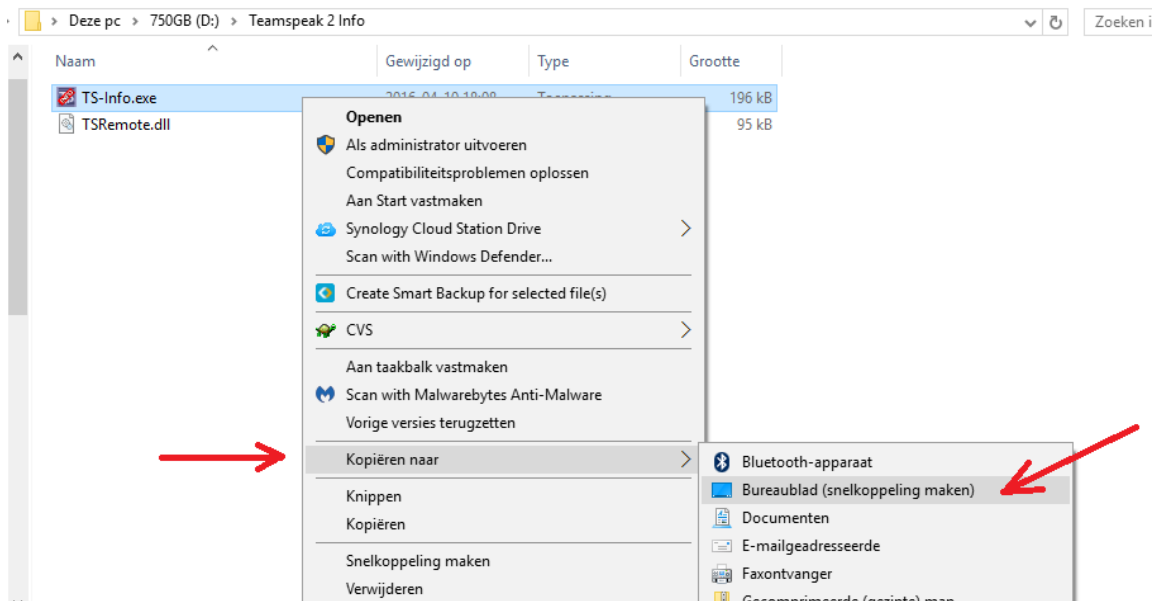 Deze pc > 750GB (D:) > Teamspeak 2 Info
Zoeken
Naam Gewijzigd op Type Grootte
TS-Info.exe 196 kB
TSRemote.dll 95 kB
Openen
Als administrator uitvoeren
Compatibiliteitsproblemen oplossen
Aan Start vastmaken
Synology Cloud Station Drive
Scan with Windows Defender...
Create Smart Backup for selected file(s)
CVS
Aan taakbalk vastmaken
Scan with Malwarebytes Anti-Malware
Vorige versies terugzetten
Kopiëren naar
Bluetooth-apparaat
Bureaublad (snelkoppeling maken)
Documenten
E-mailgeadresseerde
Faxontvanger
Knippen
Kopiëren
Snelkoppeling maken
Verwijderen